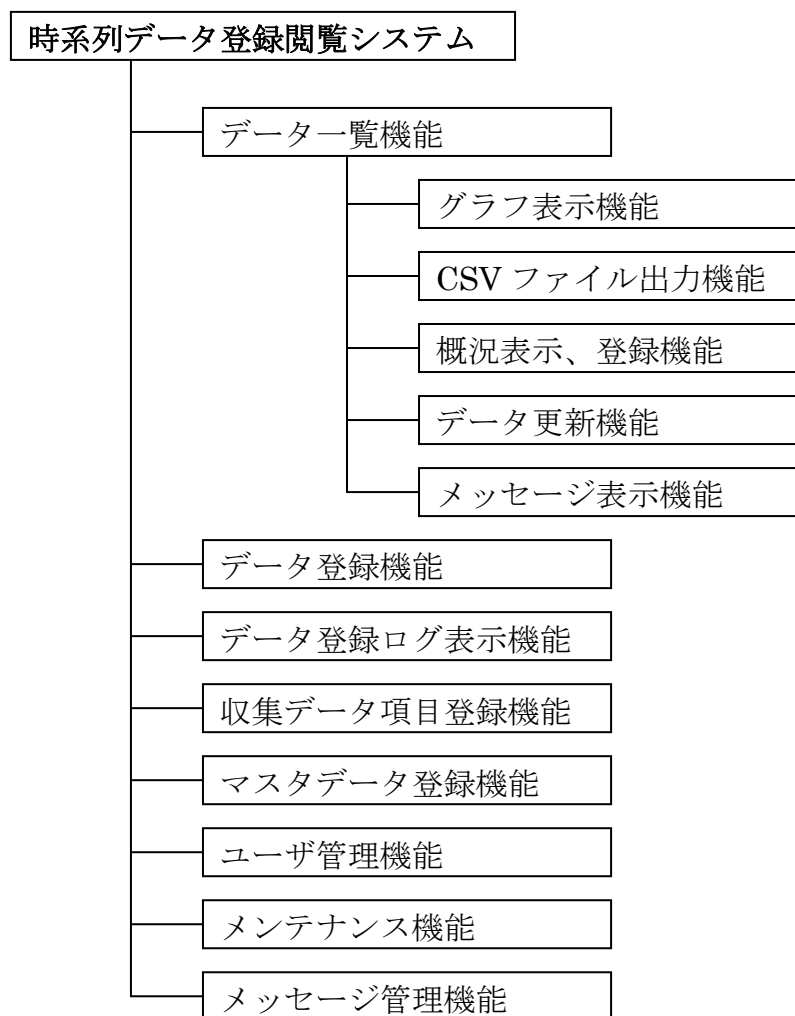 時系列データ登録閲覧システム
データ一覧機能
グラフ表示機能
CSV ファイル出力機能
概況表示、登録機能
データ更新機能
メッセージ表示機能
データ登録機能
データ登録ログ表示機能
収集データ項目登録機能
マスタデータ登録機能
ユーザ管理機能
メンテナンス機能
メッセージ管理機能